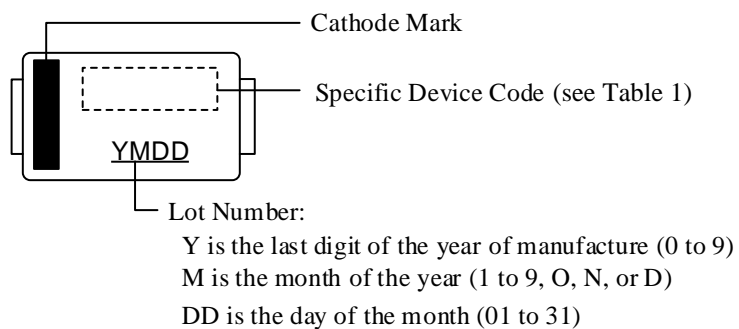 Cathode Mark
Specific Device Code (see Table 1)
YMDD
Lot Number:
Y is the last digit of the year of manufacture (0 to 9)
M is the month of the year (1 to 9, O, N, or D)
DD is the day of the month (01 to 31)